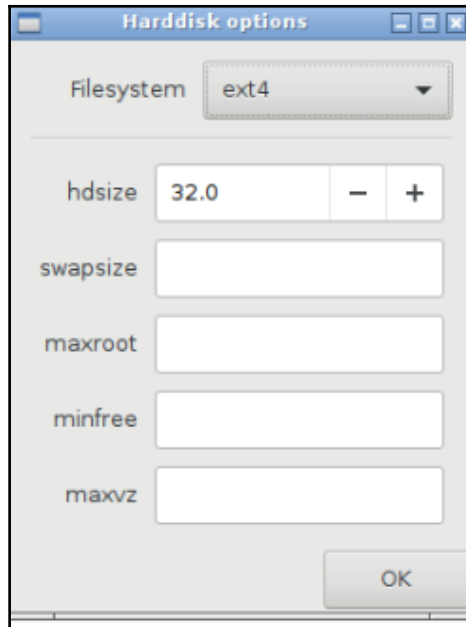 Harddisk options
Filesystem ext4
hdsize 32.0 − +
swapsize
maxroot
minfree
maxvz
OK